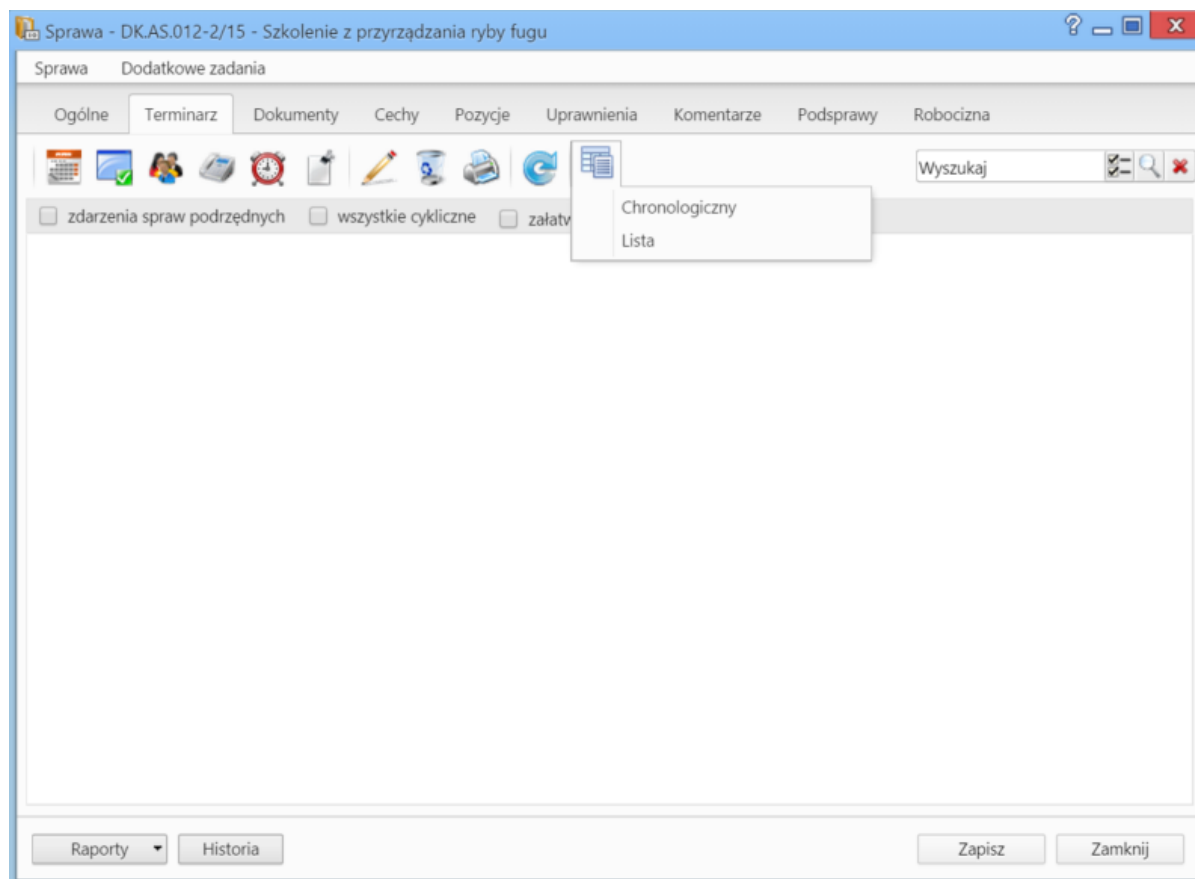 Sprawa - DK.AS.012-2/15 - Szkolenie z przyrządzania ryby fugu
Sprawa Dodatkowe zadania
Ogólne Terminarz Dokumenty Cechy Pozycje Uprawnienia Komentarze Podsprawy Robocizna
Wyszukaj
zdarzenia spraw podrzędnych wszystkie cykliczne
Chronologiczny
Lista
Raporty Historia Zapisz Zamknij